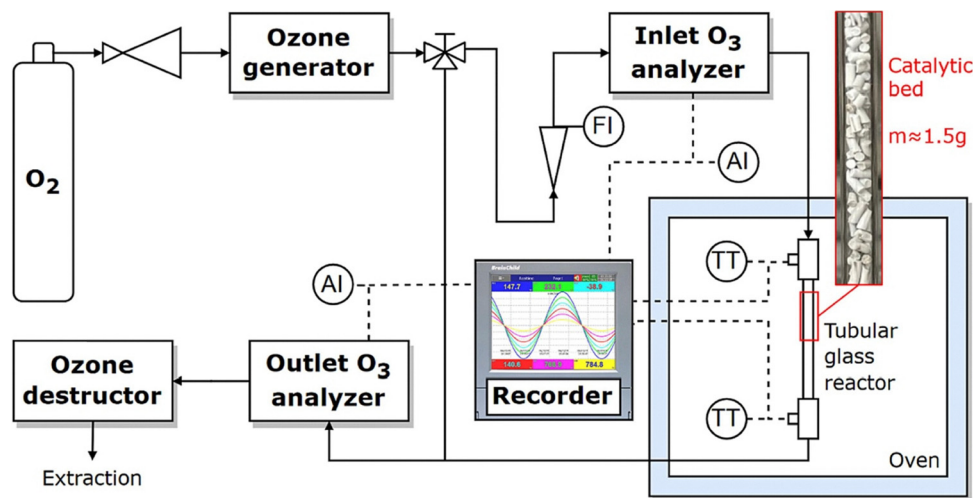 Ozone
generator
Inlet O₃
analyzer
Catalytic
bed
m≈1.5g
O₂
FI
AI
TT
AI
BrainChild
147.7
-38.9
140.6
784.8
Recorder
Tubular
glass
reactor
Ozone
destructor
Outlet O₃
analyzer
TT
Oven
Extraction